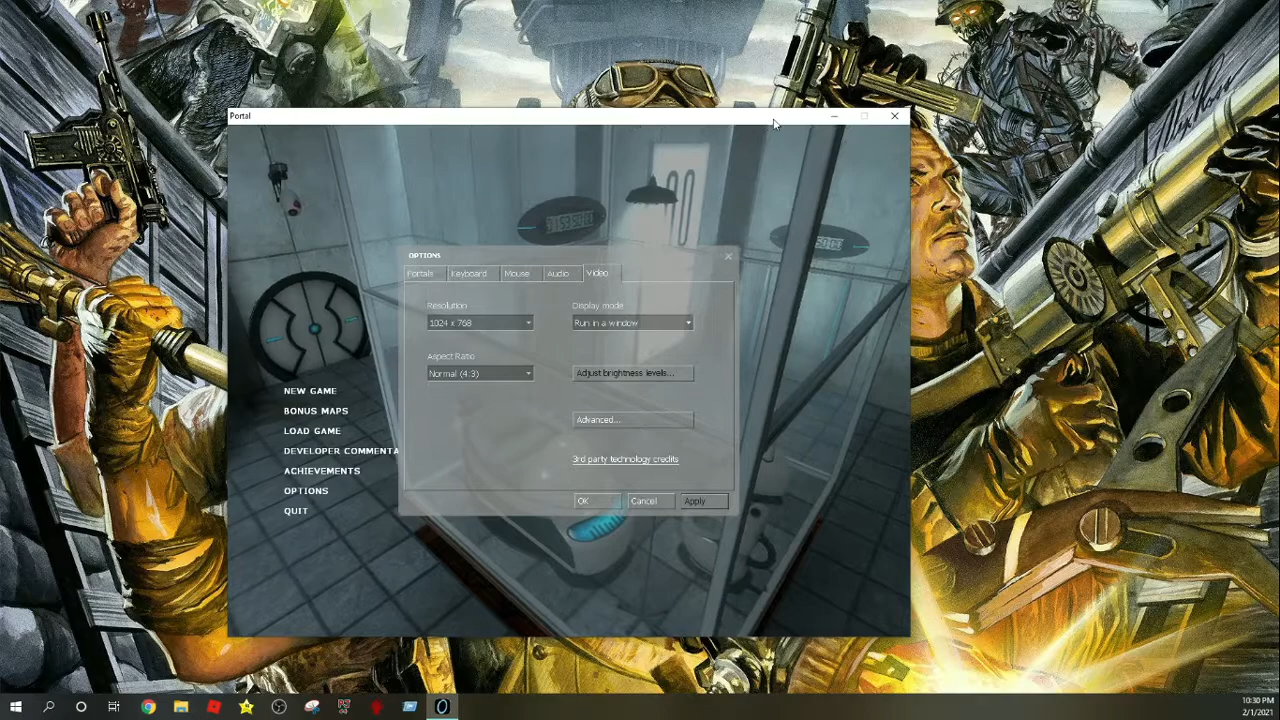 Portal
OPTIONS
Portals Keyboard Mouse Audio Video
Resolution
1024 x 768
Display mode
Run in a window
Aspect Ratio
Normal (4:3)
Adjust brightness levels...
Advanced...
3rd party technology credits
OK Cancel Apply
NEW GAME
BONUS MAPS
LOAD GAME
DEVELOPER COMMENTA
ACHIEVEMENTS
OPTIONS
QUIT
10:30 PM
2/1/2021